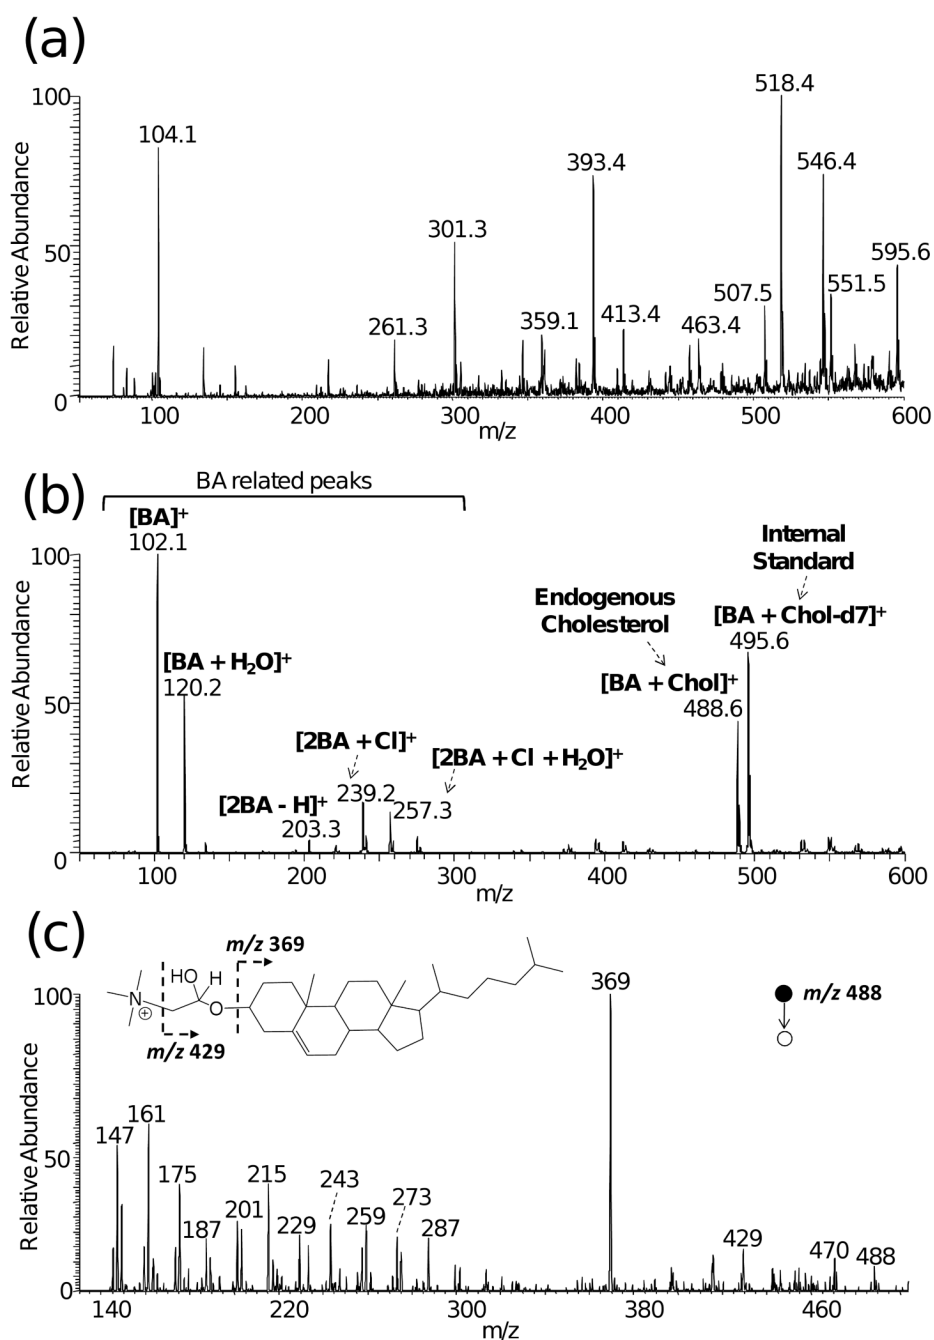 (a)
100
50
0
Relative Abundance
104.1
261.3
301.3
359.1
393.4
413.4
463.4
507.5
518.4
546.4
551.5
595.6
100
200
300
400
500
600
m/z
(b)
BA related peaks
100
50
0
Relative Abundance
[BA]+
102.1
[BA + H2O]+
120.2
[2BA - H]+
203.3
[2BA + Cl]+
239.2
[2BA + Cl + H2O]+
257.3
Endogenous
Cholesterol
[BA + Chol]+
488.6
Internal
Standard
[BA + Chol-d7]+
495.6
100
200
300
400
500
600
m/z
(c)
100
50
0
Relative Abundance
m/z 369
HO
H
N
⊕
O
m/z 429
m/z 488
147
161
175
187
201
215
229
243
259
273
287
369
429
470
488
140
220
300
380
460
m/z